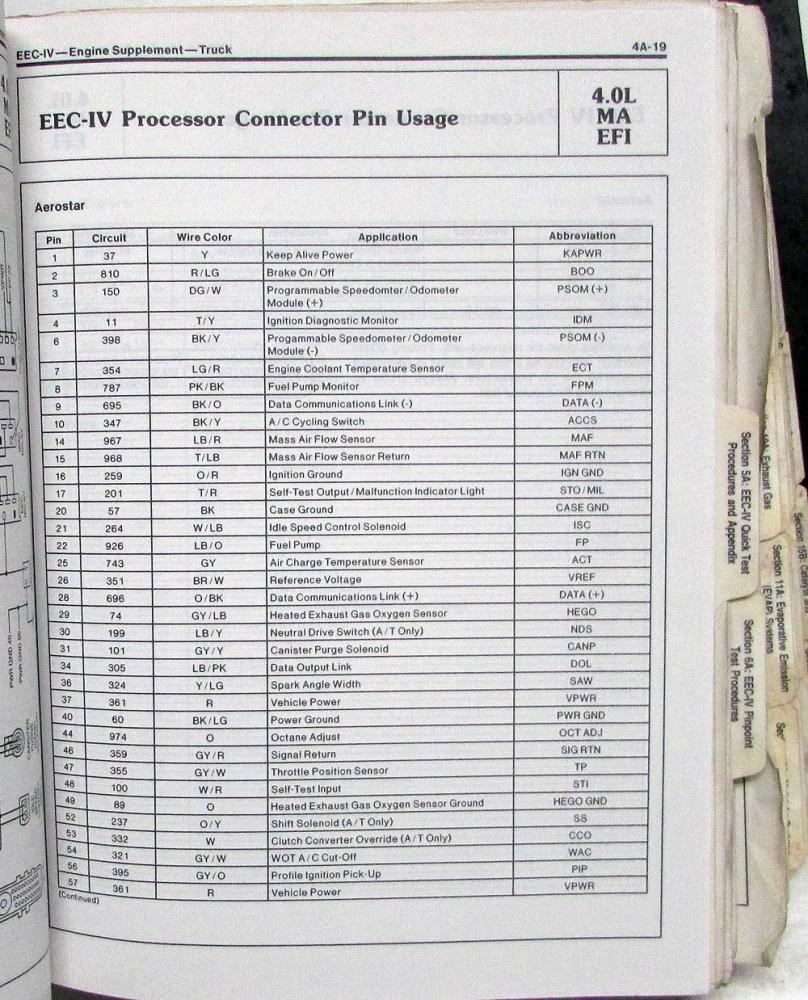 EEC-IV—Engine Supplement—Truck 4A-19
EEC-IV Processor Connector Pin Usage
4.0L
MA
EFI
Aerostar
Pin Circuit Wire Color Application Abbreviation
1 37 Y Keep Alive Power KAPWR
2 810 R/LG Brake On/Off BOO
3 150 DG/W Programmable Speedomter/Odometer PSOM (+)
Module (+)
4 11 T/Y Ignition Diagnostic Monitor IDM
6 398 BK/Y Progammable Speedometer/Odometer PSOM (-)
Module (-)
7 354 LG/R Engine Coolant Temperature Sensor ECT
8 787 PK/BK Fuel Pump Monitor FPM
9 695 BK/O Data Communications Link (-) DATA (-)
10 347 BK/Y A/C Cycling Switch ACCS
14 967 LB/R Mass Air Flow Sensor MAF
15 968 T/LB Mass Air Flow Sensor Return MAF RTN
16 259 O/R Ignition Ground IGN GND
17 201 T/R Self-Test Output/Malfunction Indicator Light STO/MIL
20 57 BK Case Ground CASE GND
21 264 W/LB Idle Speed Control Solenoid ISC
22 926 LB/O Fuel Pump FP
25 743 GY Air Charge Temperature Sensor ACT
26 351 BR/W Reference Voltage VREF
28 696 O/BK Data Communications Link (+) DATA (+)
29 74 GY/LB Heated Exhaust Gas Oxygen Sensor HEGO
30 199 LB/Y Neutral Drive Switch (A/T Only) NDS
31 101 GY/Y Canister Purge Solenoid CANP
34 305 LB/PK Data Output Link DOL
36 324 Y/LG Spark Angle Width SAW
37 361 R Vehicle Power VPWR
40 60 BK/LG Power Ground PWR GND
44 974 O Octane Adjust OCT ADJ
46 359 GY/R Signal Return SIG RTN
47 355 GY/W Throttle Position Sensor TP
48 100 W/R Self-Test Input STI
49 89 O Heated Exhaust Gas Oxygen Sensor Ground HEGO GND
52 237 O/Y Shift Solenoid (A/T Only) SS
53 332 W Clutch Converter Override (A/T Only) CCO
54 321 GY/W WOT A/C Cut-Off WAC
56 395 GY/O Profile Ignition Pick-Up PIP
57 361 R Vehicle Power VPWR
(Continued)
Section 5A: EEC-IV Quick Test
Procedures and Appendix
Section 6A: EEC-IV Pinpoint
Test Procedures
Exhaust Gas
Section 11A: Evaporative Emission
(EVAP) Systems
Section 15B: Catalyst and